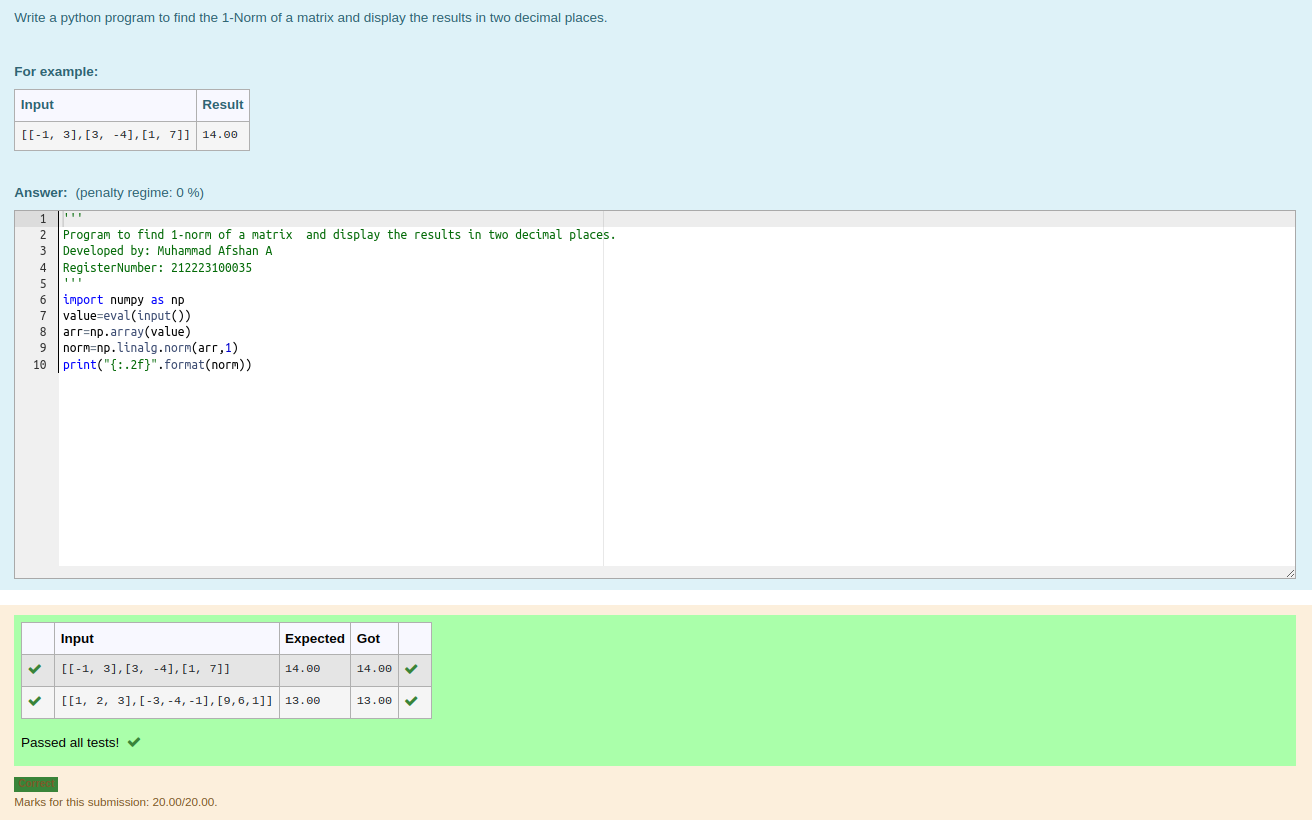 Write a python program to find the 1-Norm of a matrix and display the results in two decimal places.
For example:
Input Result
[[-1, 3],[3, -4],[1, 7]] 14.00
Answer: (penalty regime: 0 %)
1 '''
2 Program to find 1-norm of a matrix  and display the results in two decimal places.
3 Developed by: Muhammad Afshan A
4 RegisterNumber: 212223100035
5 '''
6 import numpy as np
7 value=eval(input())
8 arr=np.array(value)
9 norm=np.linalg.norm(arr,1)
10 print("{:.2f}".format(norm))
Input Expected Got
[[-1, 3],[3, -4],[1, 7]] 14.00 14.00
[[1, 2, 3],[-3,-4,-1],[9,6,1]] 13.00 13.00
Passed all tests!
Correct
Marks for this submission: 20.00/20.00.